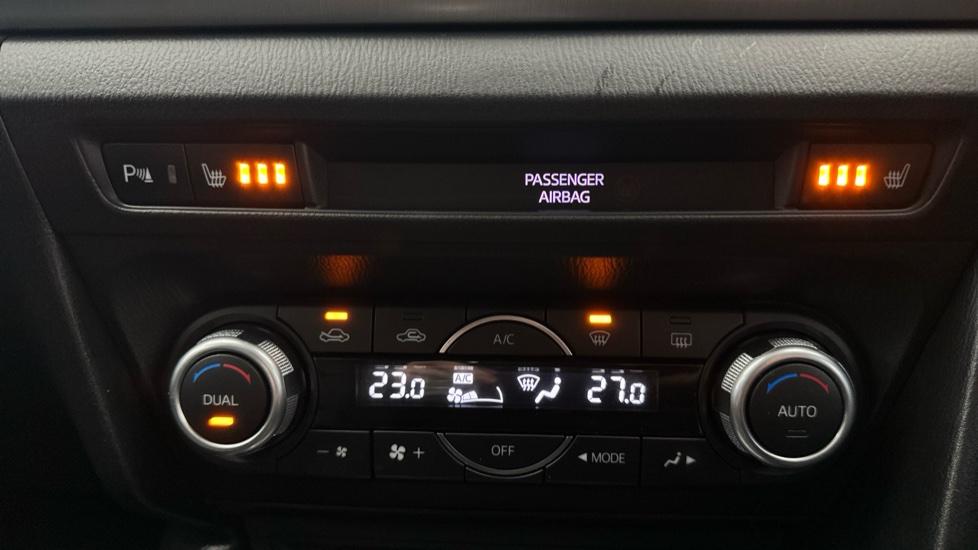 P
PASSENGER
AIRBAG
A/C
23.0
A/C
27.0
DUAL
AUTO
−
+
OFF
MODE